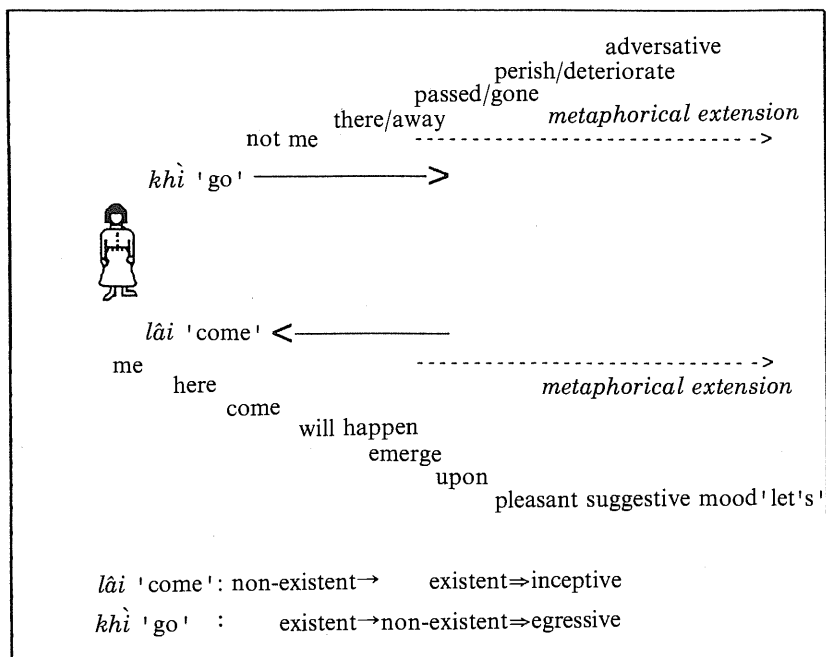 adversative
perish/deteriorate
passed/gone
there/away
metaphorical extension
not me
khì 'go'
lâi 'come'
me
here
metaphorical extension
come
will happen
emerge
upon
pleasant suggestive mood 'let's'
lâi 'come': non-existent→ existent⇒inceptive
khì 'go' : existent→non-existent⇒egressive